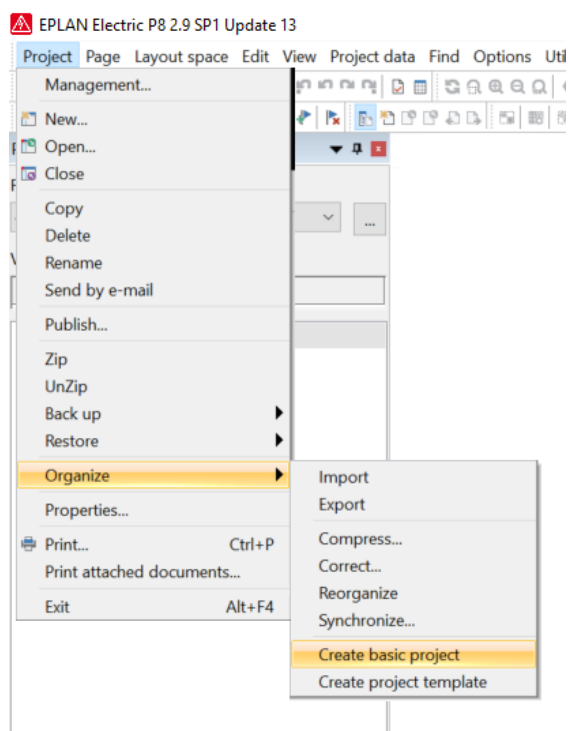 EPLAN Electric P8 2.9 SP1 Update 13
Project Page Layout space Edit View Project data Find Options Uti
Management...
New...
Open...
Close
Copy
Delete
Rename
Send by e-mail
...
Publish...
Zip
UnZip
Back up
Restore
Organize
Import
Properties...
Export
Print... Ctrl+P
Compress...
Print attached documents...
Correct...
Exit Alt+F4
Reorganize
Synchronize...
Create basic project
Create project template